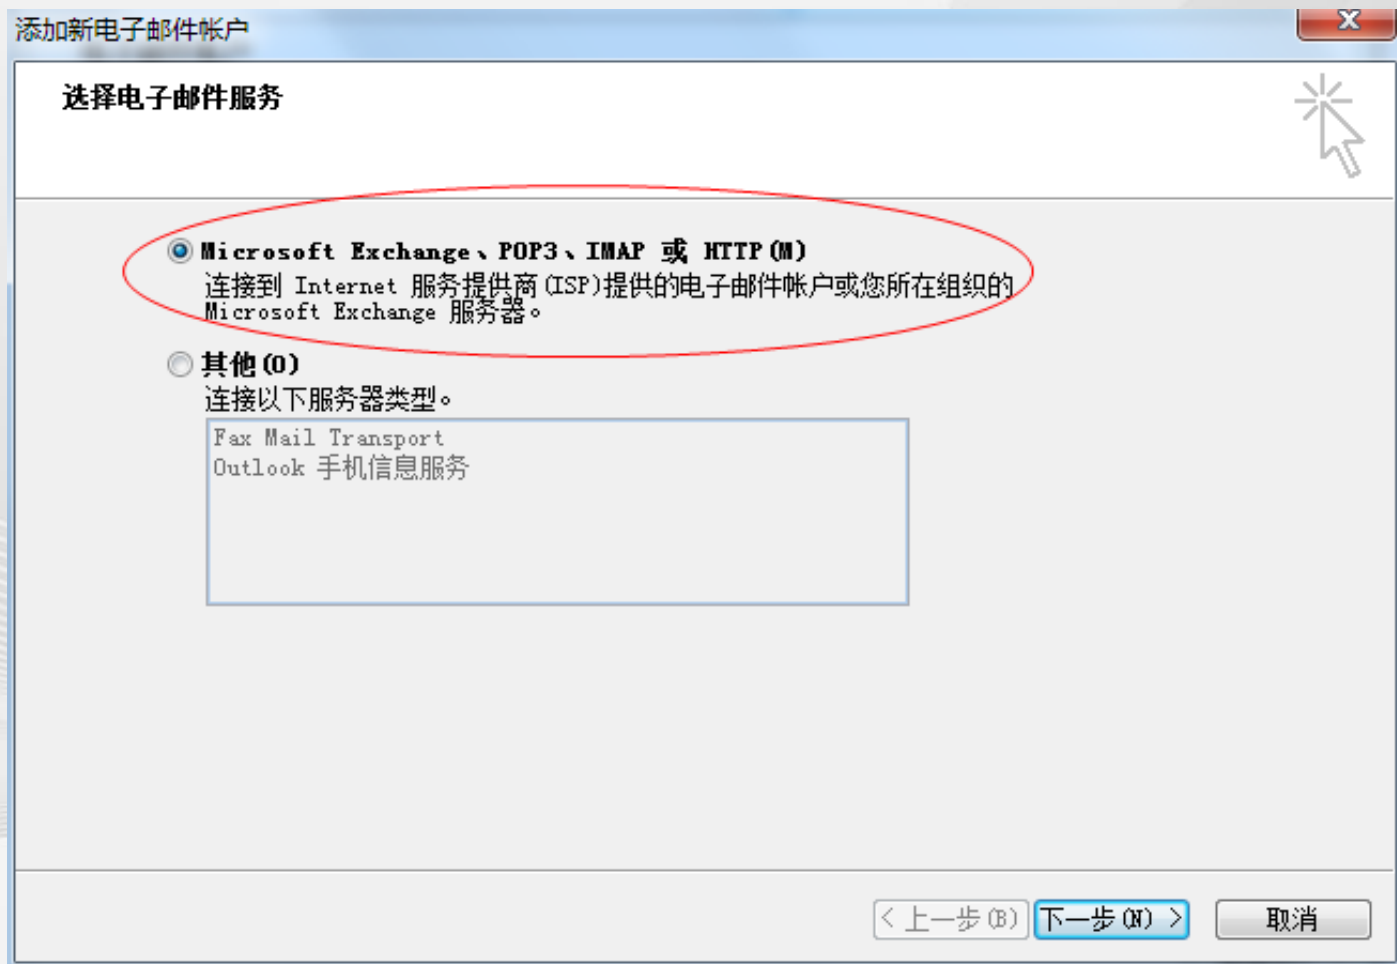 添加新电子邮件帐户
选择电子邮件服务
Microsoft Exchange、POP3、IMAP 或 HTTP(M)
连接到 Internet 服务提供商(ISP)提供的电子邮件帐户或您所在组织的
Microsoft Exchange 服务器。
其他(O)
连接以下服务器类型。
Fax Mail Transport
Outlook 手机信息服务
< 上一步(B) 下一步(N) > 取消